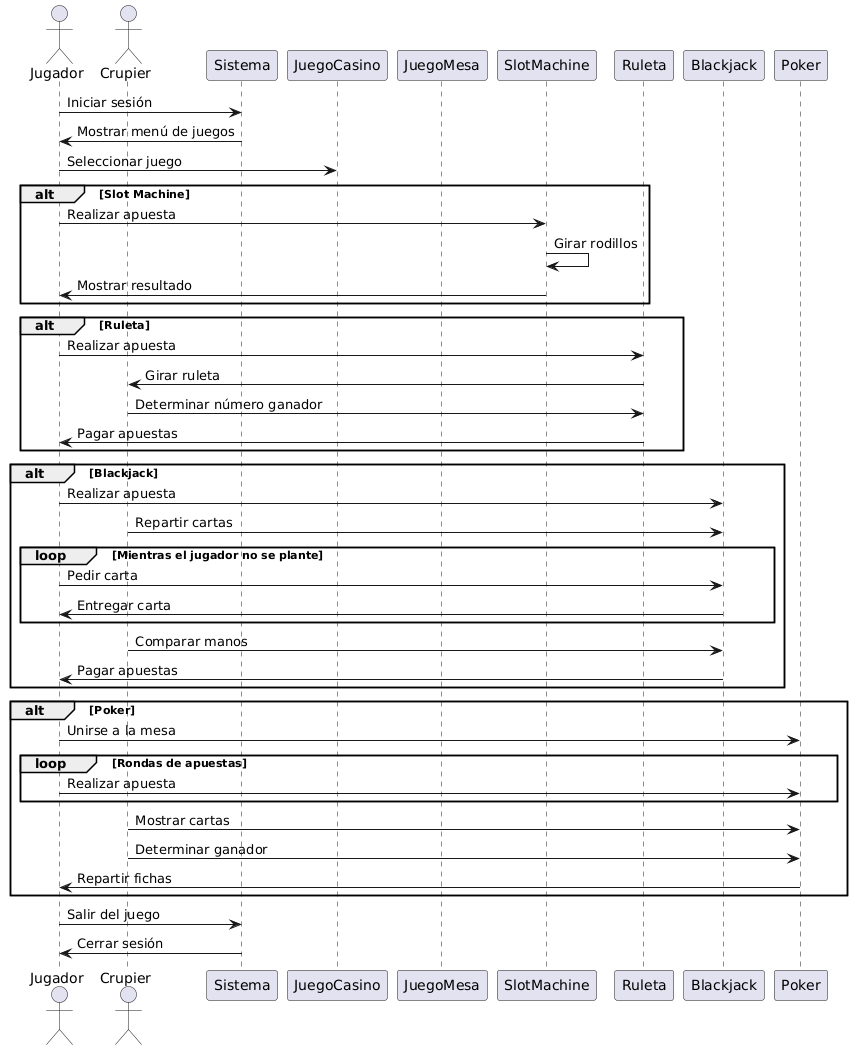 Jugador
Crupier
Sistema
JuegoCasino
JuegoMesa
SlotMachine
Ruleta
Blackjack
Poker
Iniciar sesión
Mostrar menú de juegos
Seleccionar juego
alt [Slot Machine]
Realizar apuesta
Girar rodillos
Mostrar resultado
alt [Ruleta]
Realizar apuesta
Girar ruleta
Determinar número ganador
Pagar apuestas
alt [Blackjack]
Realizar apuesta
Repartir cartas
loop [Mientras el jugador no se plante]
Pedir carta
Entregar carta
Comparar manos
Pagar apuestas
alt [Poker]
Unirse a la mesa
loop [Rondas de apuestas]
Realizar apuesta
Mostrar cartas
Determinar ganador
Repartir fichas
Salir del juego
Cerrar sesión
Jugador
Crupier
Sistema
JuegoCasino
JuegoMesa
SlotMachine
Ruleta
Blackjack
Poker